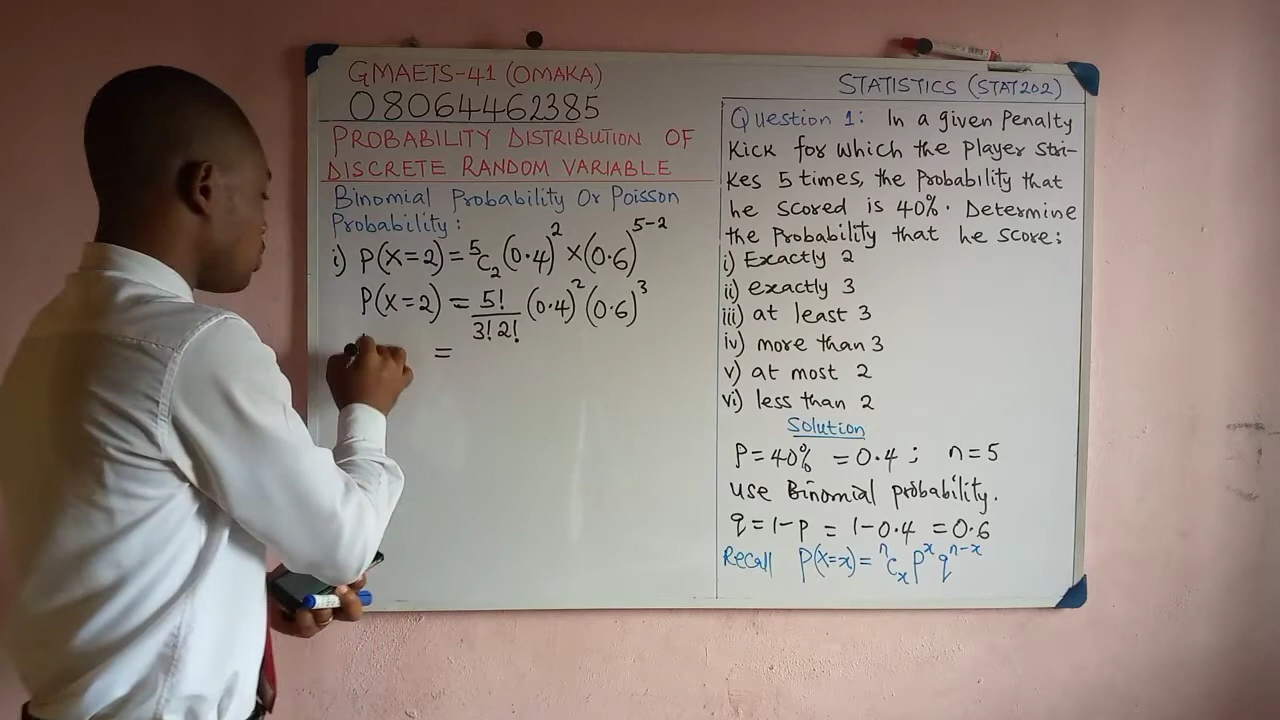 GMAETS-41 (OMAKA)
08064462385
PROBABILITY DISTRIBUTION OF
DISCRETE RANDOM VARIABLE
Binomial Probability Or Poisson
Probability:
i) P(X=2) = ⁵C₂ (0.4)² × (0.6)⁵⁻²
P(X=2) = 5!/3!2! (0.4)² (0.6)³
=
STATISTICS (STAT202)
Question 1: In a given Penalty
Kick for which the Player Stri-
kes 5 times, the Probability that
he scored is 40%. Determine
the Probability that he score:
i) Exactly 2
ii) exactly 3
iii) at least 3
iv) more than 3
v) at most 2
vi) less than 2
Solution
P = 40% = 0.4 ; n = 5
Use Binomial probability.
q = 1-P = 1-0.4 = 0.6
Recall P(X=x) = ⁿCₓ pˣ qⁿ⁻ˣ